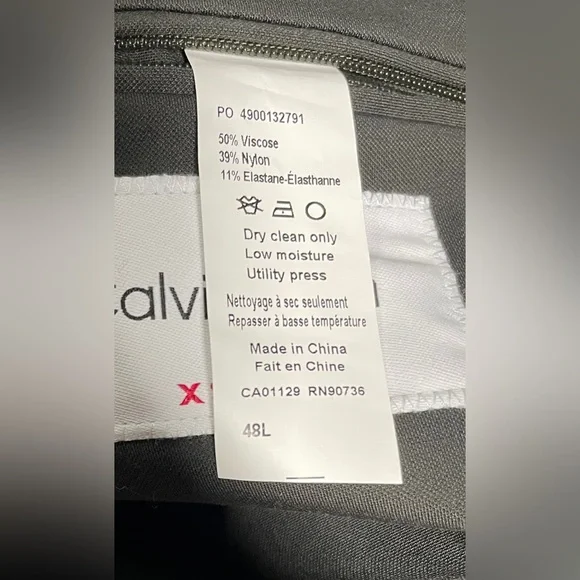 PO 4900132791
50% Viscose
39% Nylon
11% Elastane-Élasthanne
Dry clean only
Low moisture
Utility press
Nettoyage à sec seulement
Repasser à basse température
Made in China
Fait en Chine
CA01129 RN90736
48L